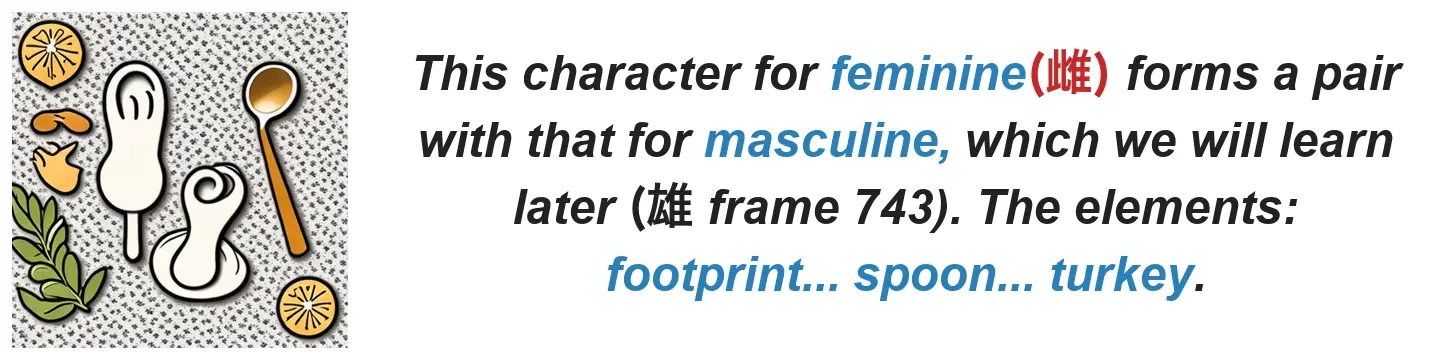 This character for feminine(雌) forms a pair
with that for masculine, which we will learn
later (雄 frame 743). The elements:
footprint... spoon... turkey.